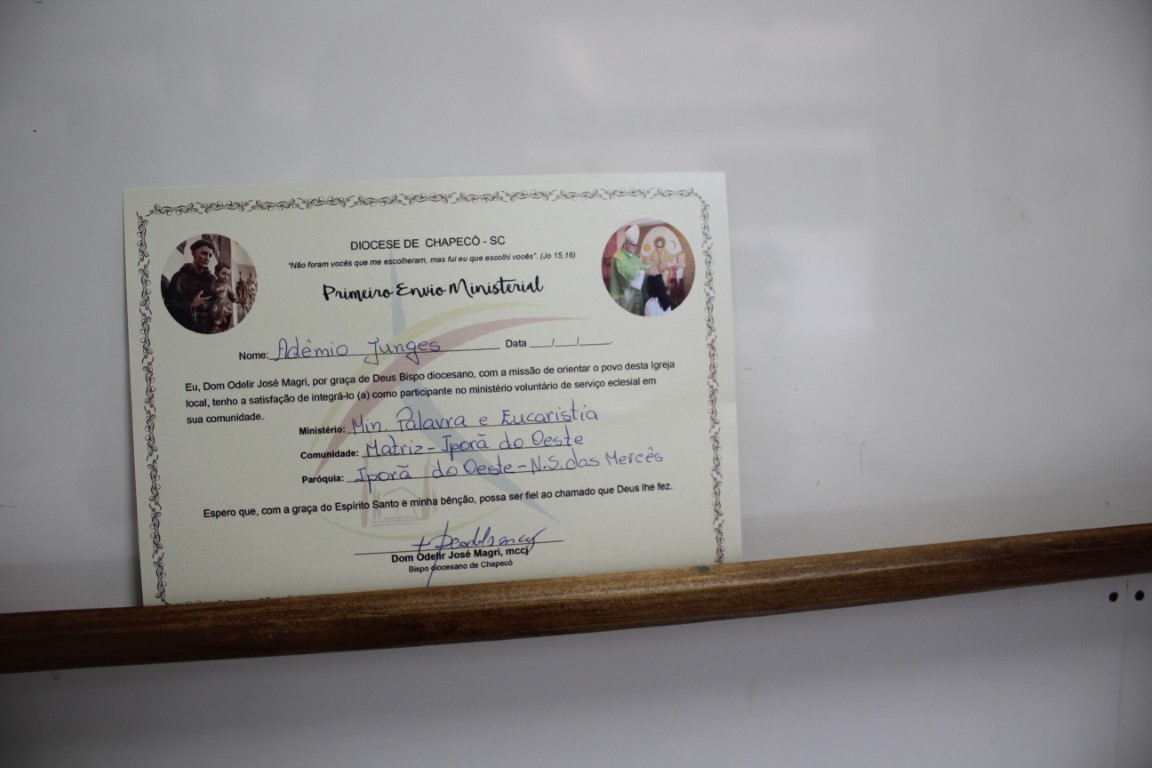 DIOCESE DE CHAPECÓ - SC
"Não foram vocês que me escolheram, mas fui eu que escolhi vocês". (Jo 15,16)
Primeiro Envio Ministerial
Nome: Adêmio Junges Data ___/___/_____.
Eu, Dom Odelir José Magri, por graça de Deus Bispo diocesano, com a missão de orientar o povo desta Igreja
local, tenho a satisfação de integrá-lo (a) como participante no ministério voluntário de serviço eclesial em
sua comunidade.
Ministério: Min. Palavra e Eucaristia
Comunidade: Matriz - Iporã do Oeste
Paróquia: Iporã do Oeste - N.S. das Mercês
Espero que, com a graça do Espírito Santo e minha bênção, possa ser fiel ao chamado que Deus lhe fez.
Dom Odelir José Magri, mccj
Bispo diocesano de Chapecó